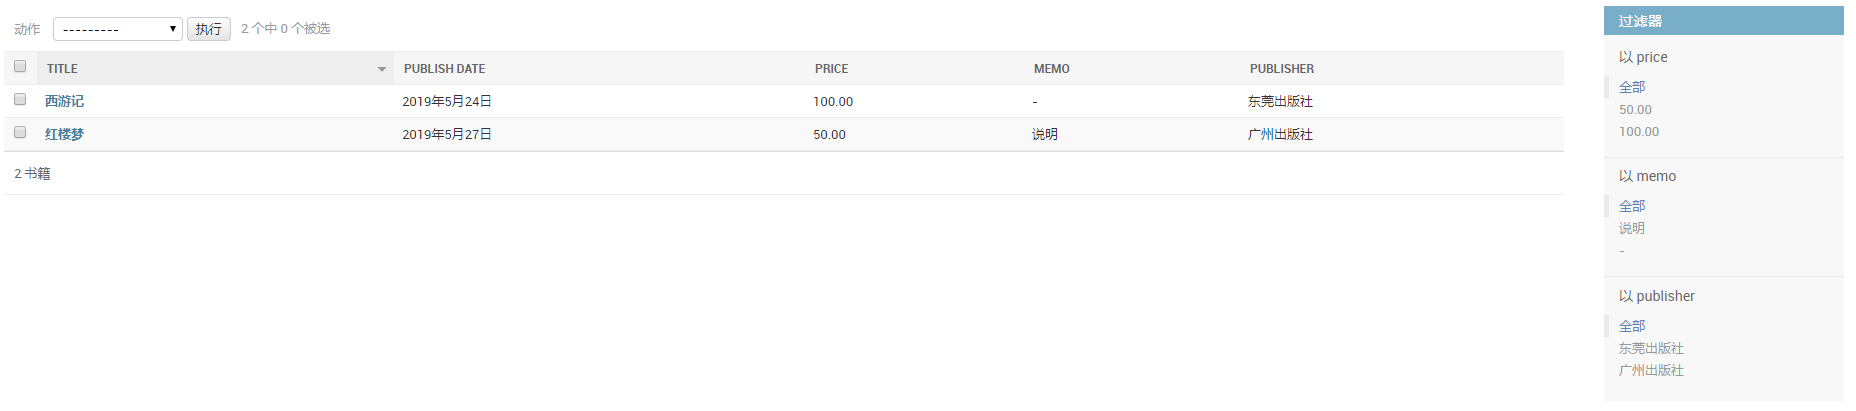 动作 --------- 执行 2 个中 0 个被选
TITLE PUBLISH DATE PRICE MEMO PUBLISHER
西游记 2019年5月24日 100.00 - 东莞出版社
红楼梦 2019年5月27日 50.00 说明 广州出版社
2 书籍
过滤器
以 price
全部
50.00
100.00
以 memo
全部
说明
-
以 publisher
全部
东莞出版社
广州出版社